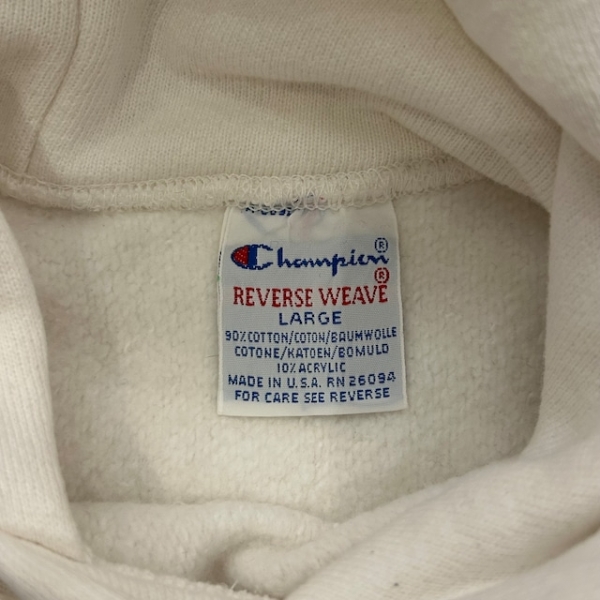 Champion®
REVERSE WEAVE®
LARGE
90%COTTON/COTON/BAUMWOLLE
COTONE/KATOEN/BOMULD
10%ACRYLIC
MADE IN U.S.A. RN 26094
FOR CARE SEE REVERSE